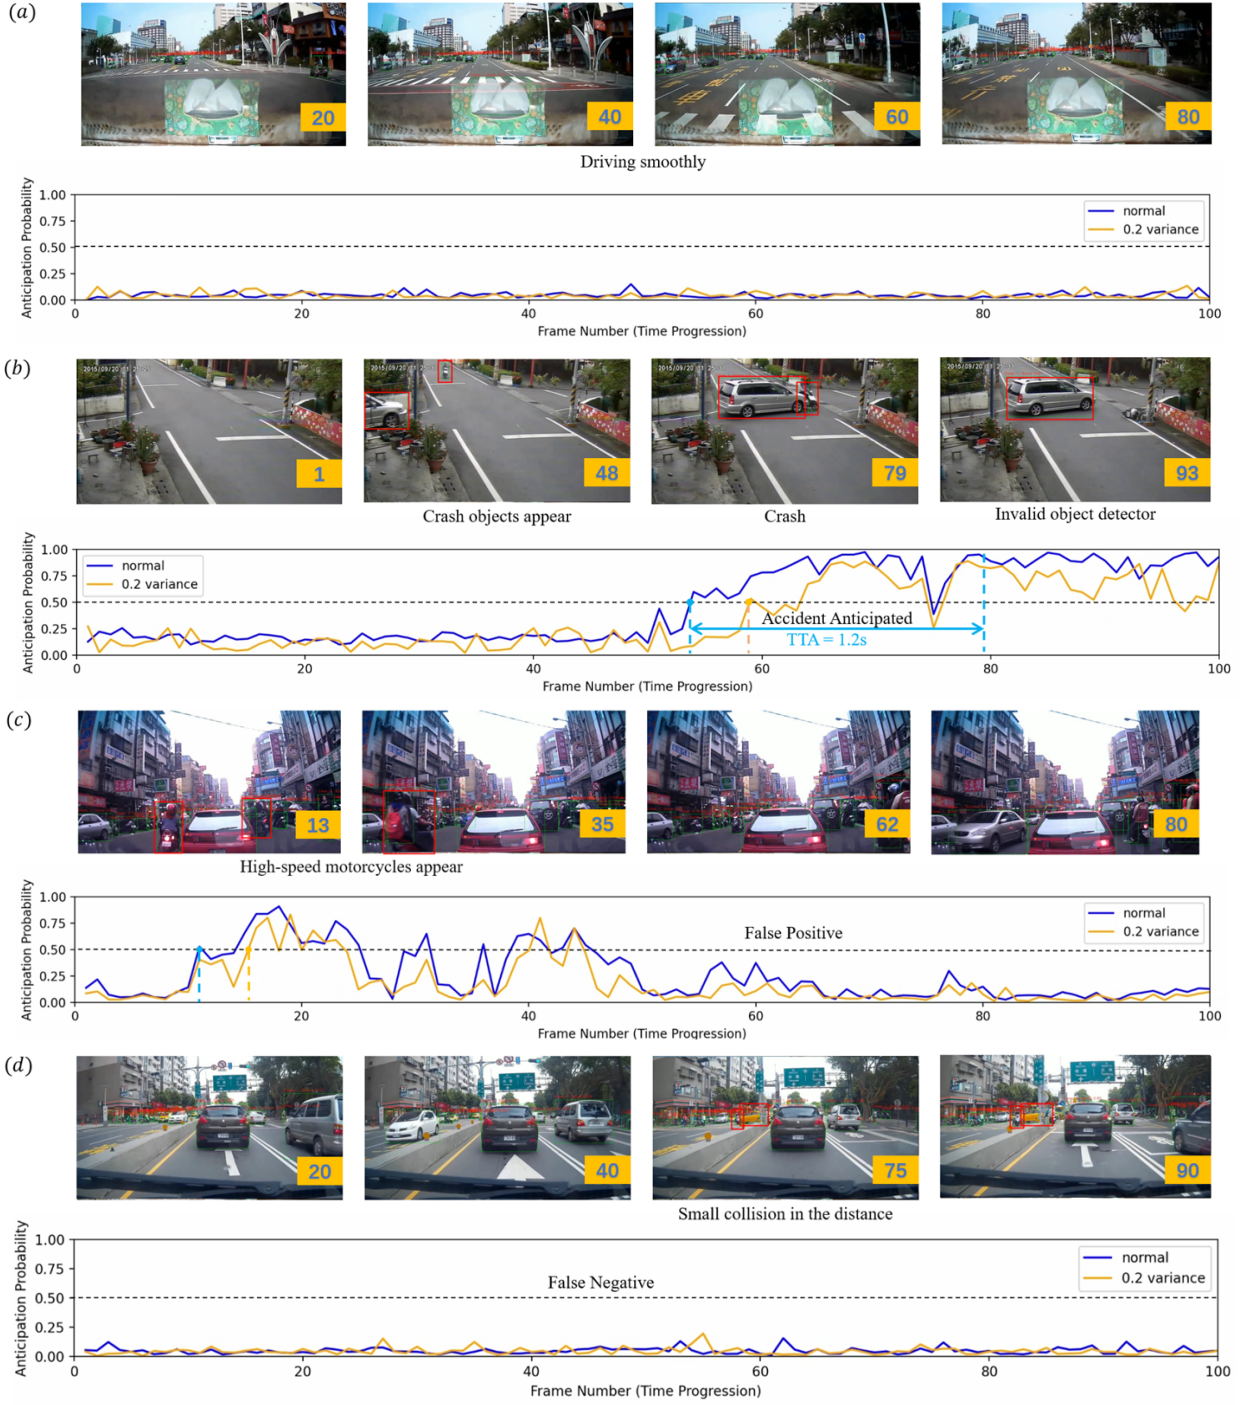 (a)
20
40
60
80
Driving smoothly
Anticipation Probability
1.00
0.75
0.50
0.25
0.00
normal
0.2 variance
0 20 40 60 80 100
Frame Number (Time Progression)
(b)
1
48
79
93
Crash objects appear
Crash
Invalid object detector
Anticipation Probability
1.00
0.75
0.50
0.25
0.00
normal
0.2 variance
Accident Anticipated
TTA = 1.2s
0 20 40 60 80 100
Frame Number (Time Progression)
(c)
13
35
62
80
High-speed motorcycles appear
Anticipation Probability
1.00
0.75
0.50
0.25
0.00
False Positive
normal
0.2 variance
0 20 40 60 80 100
Frame Number (Time Progression)
(d)
20
40
75
90
Small collision in the distance
Anticipation Probability
1.00
0.75
0.50
0.25
0.00
False Negative
normal
0.2 variance
0 20 40 60 80 100
Frame Number (Time Progression)